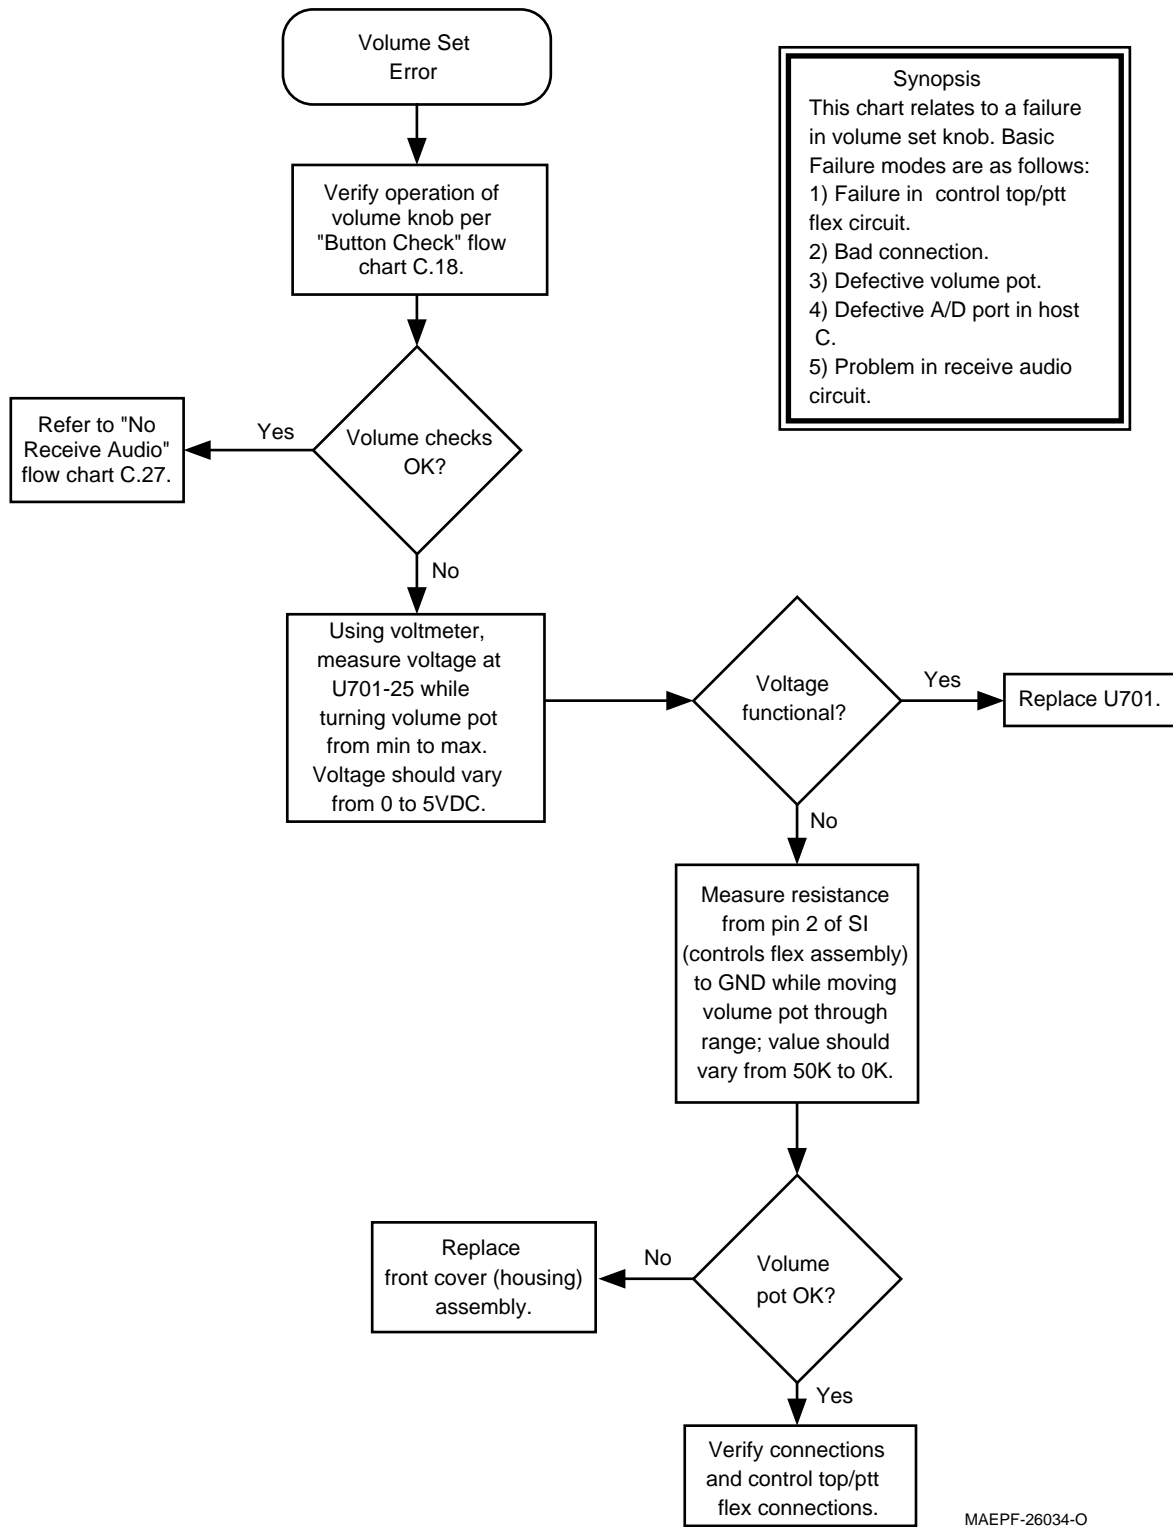 Volume Set
Error
Synopsis
This chart relates to a failure
in volume set knob. Basic
Failure modes are as follows:
1) Failure in control top/ptt
flex circuit.
2) Bad connection.
3) Defective volume pot.
4) Defective A/D port in host
C.
5) Problem in receive audio
circuit.
Verify operation of
volume knob per
"Button Check" flow
chart C.18.
Volume checks
OK?
Yes
Refer to "No
Receive Audio"
flow chart C.27.
No
Using voltmeter,
measure voltage at
U701-25 while
turning volume pot
from min to max.
Voltage should vary
from 0 to 5VDC.
Voltage
functional?
Yes
Replace U701.
No
Measure resistance
from pin 2 of SI
(controls flex assembly)
to GND while moving
volume pot through
range; value should
vary from 50K to 0K.
Volume
pot OK?
No
Replace
front cover (housing)
assembly.
Yes
Verify connections
and control top/ptt
flex connections.
MAEPF-26034-O